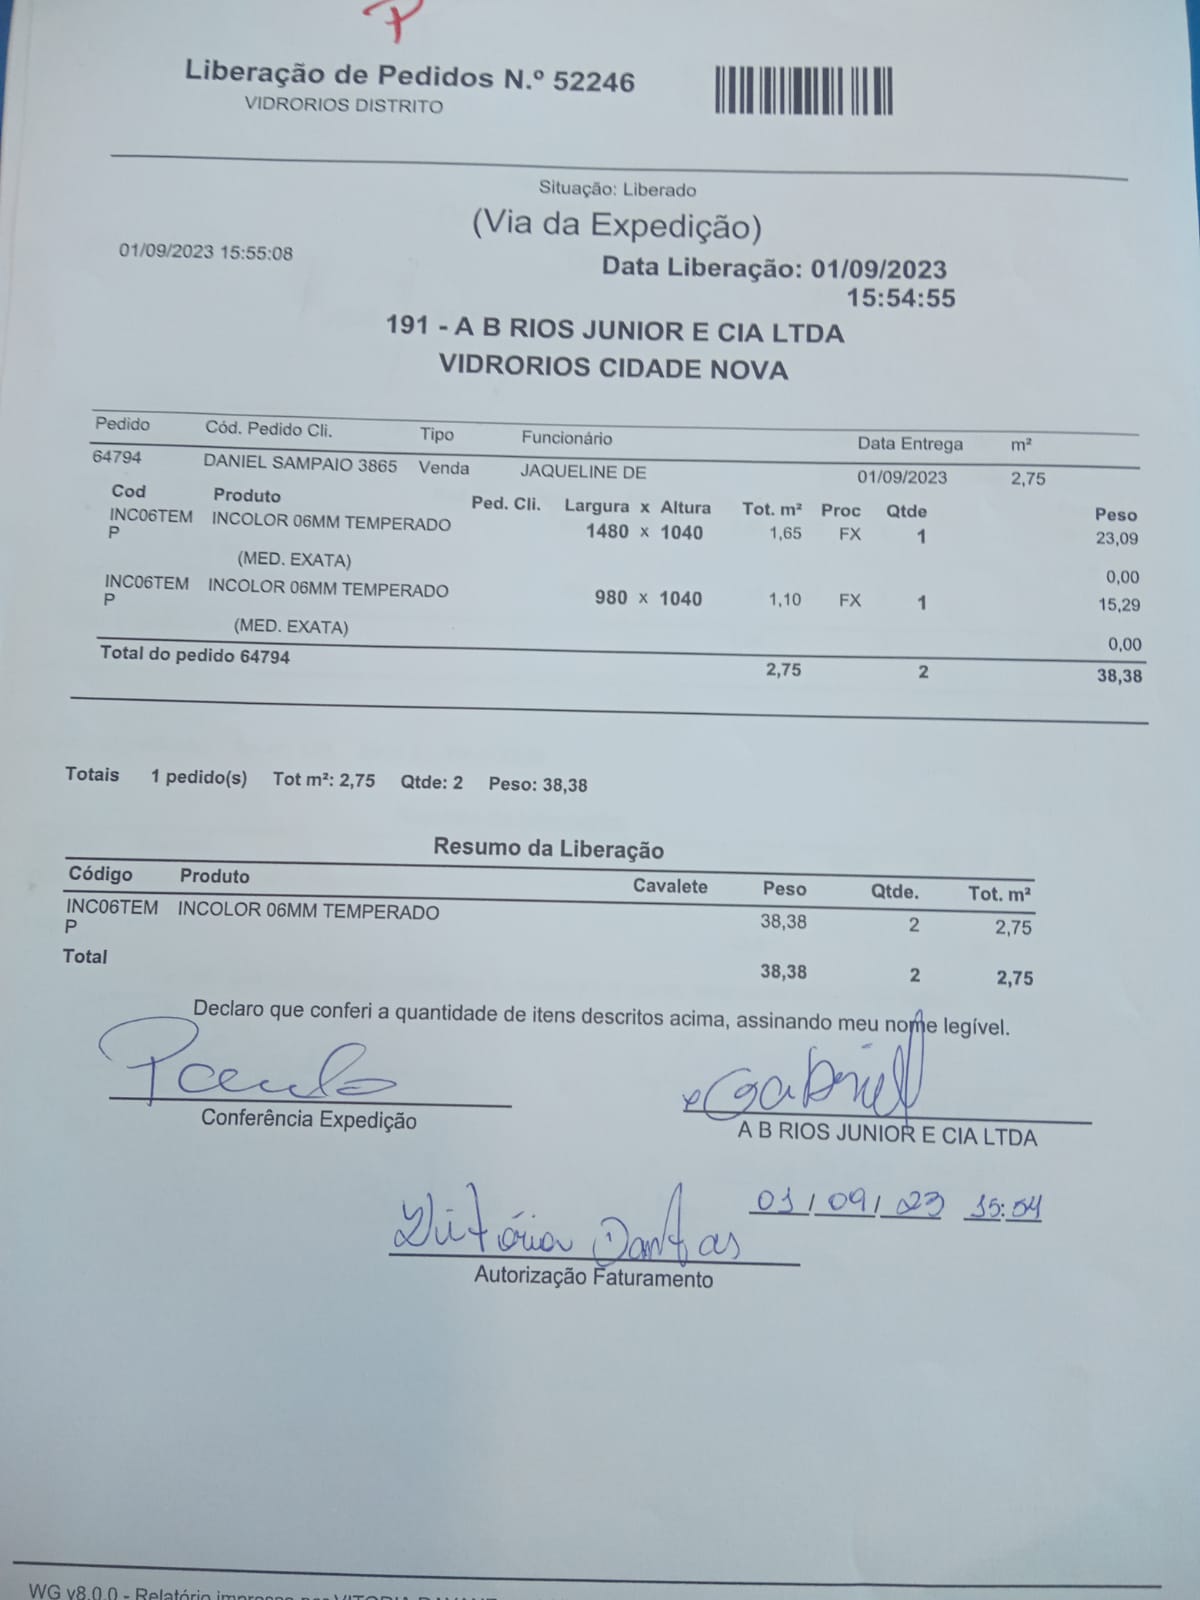 P
Liberação de Pedidos N.º 52246
VIDRORIOS DISTRITO
Situação: Liberado
(Via da Expedição)
01/09/2023 15:55:08
Data Liberação: 01/09/2023
15:54:55
191 - A B RIOS JUNIOR E CIA LTDA
VIDRORIOS CIDADE NOVA
Pedido Cód. Pedido Cli. Tipo Funcionário Data Entrega m²
64794 DANIEL SAMPAIO 3865 Venda JAQUELINE DE 01/09/2023 2,75
Cod Produto Ped. Cli. Largura x Altura Tot. m² Proc Qtde Peso
INC06TEM INCOLOR 06MM TEMPERADO 1480 x 1040 1,65 FX 1 23,09
P
(MED. EXATA) 0,00
INC06TEM INCOLOR 06MM TEMPERADO 980 x 1040 1,10 FX 1 15,29
P
(MED. EXATA) 0,00
Total do pedido 64794 2,75 2 38,38
Totais 1 pedido(s) Tot m²: 2,75 Qtde: 2 Peso: 38,38
Resumo da Liberação
Código Produto Cavalete Peso Qtde. Tot. m²
INC06TEM INCOLOR 06MM TEMPERADO 38,38 2 2,75
P
Total 38,38 2 2,75
Declaro que conferi a quantidade de itens descritos acima, assinando meu nome legível.
Gabriel
Conferência Expedição
A B RIOS JUNIOR E CIA LTDA
01/09/23 15:54
Vitória Dantas
Autorização Faturamento
WG v8.0.0 - Relatório